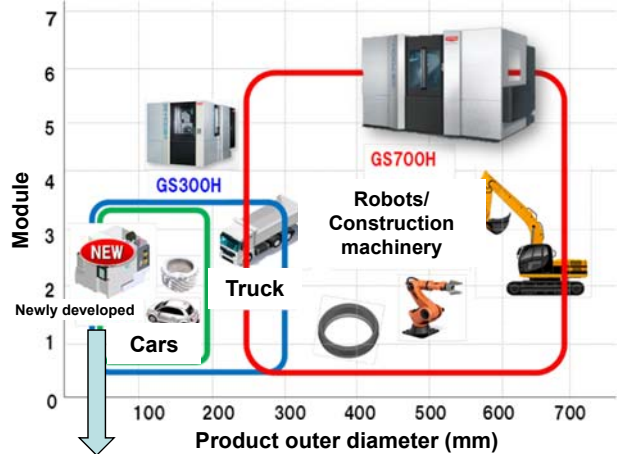 7
6
5
4
3
2
1
0
Module
GS300H
GS700H
Robots/
Construction
machinery
NEW
Newly developed
Truck
Cars
100 200 300 400 500 600 700
Product outer diameter (mm)